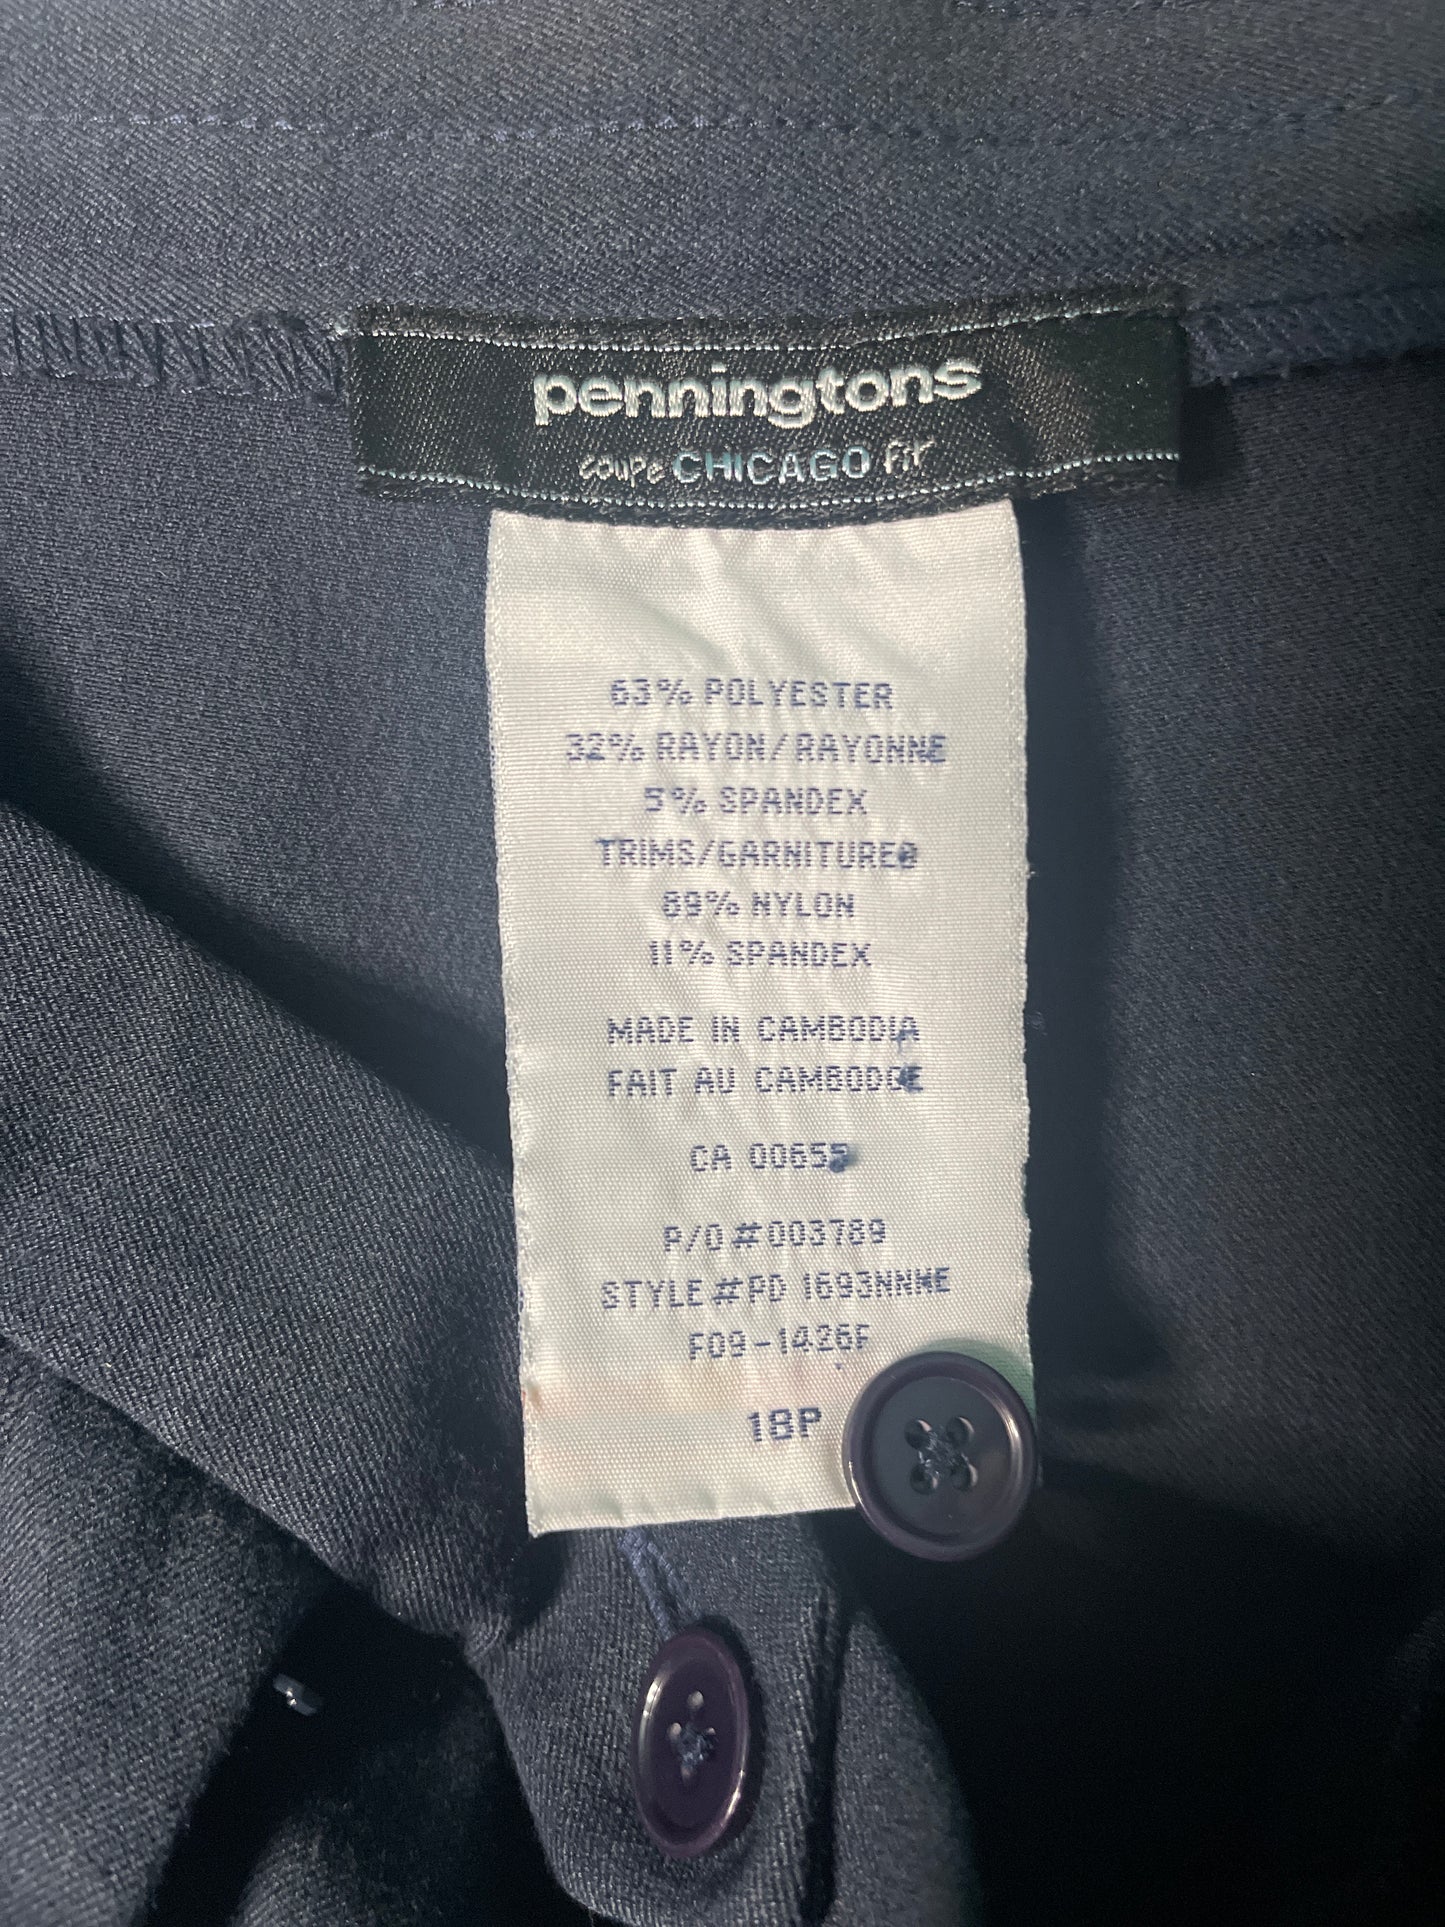 penningtons
coupe CHICAGO fit
63% POLYESTER
32% RAYON/RAYONNE
5% SPANDEX
TRIMS/GARNITURES
89% NYLON
11% SPANDEX
MADE IN CAMBODIA
FAIT AU CAMBODGE
CA 00655
P/O #003789
STYLE #PD 1693NNNE
F09-1426F
18P